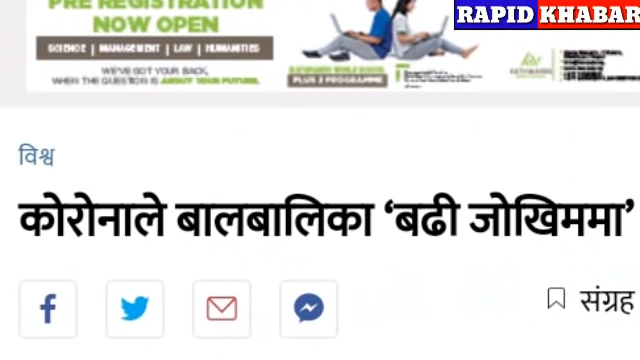 PRE REGISTRATION
NOW OPEN
SCIENCE | MANAGEMENT | LAW | HUMANITIES
WE'VE GOT YOUR BACK,
WHEN THE QUESTION IS ABOUT YOUR FUTURE.
PLUS 2 PROGRAMME
RAPID KHABAR
विश्व
कोरोनाले बालबालिका ‘बढी जोखिममा’
संग्रह